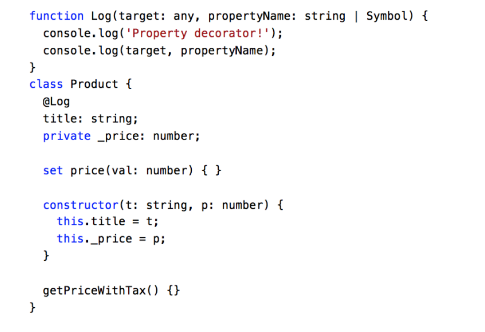 function Log(target: any, propertyName: string | Symbol) {
  console.log('Property decorator!');
  console.log(target, propertyName);
}
class Product {
  @Log
  title: string;
  private _price: number;

  set price(val: number) { }

  constructor(t: string, p: number) {
    this.title = t;
    this._price = p;
  }

  getPriceWithTax() {}
}